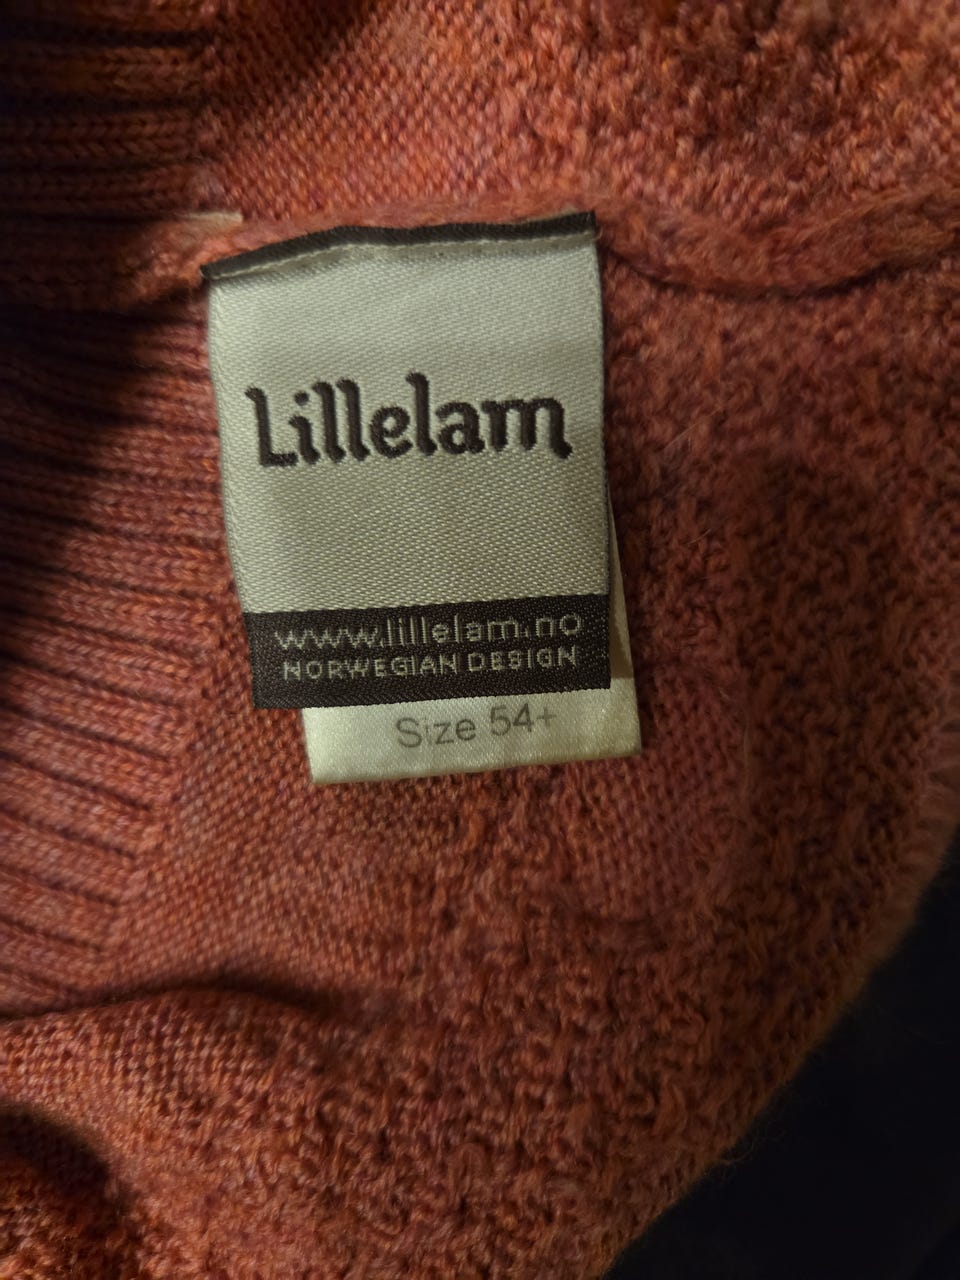 Lillelam
www.lillelam.no
NORWEGIAN DESIGN
Size 54+